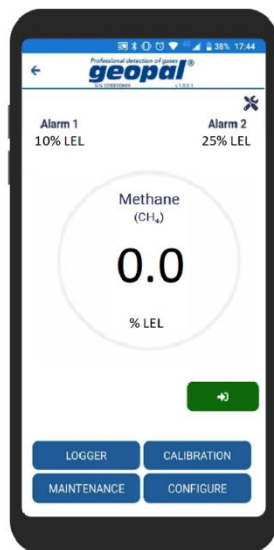 38% 17:44
Professional detection of gases
geopal®
Alarm 1
Alarm 2
10% LEL
25% LEL
Methane
(CH₄)
0.0
% LEL
LOGGER
CALIBRATION
MAINTENANCE
CONFIGURE